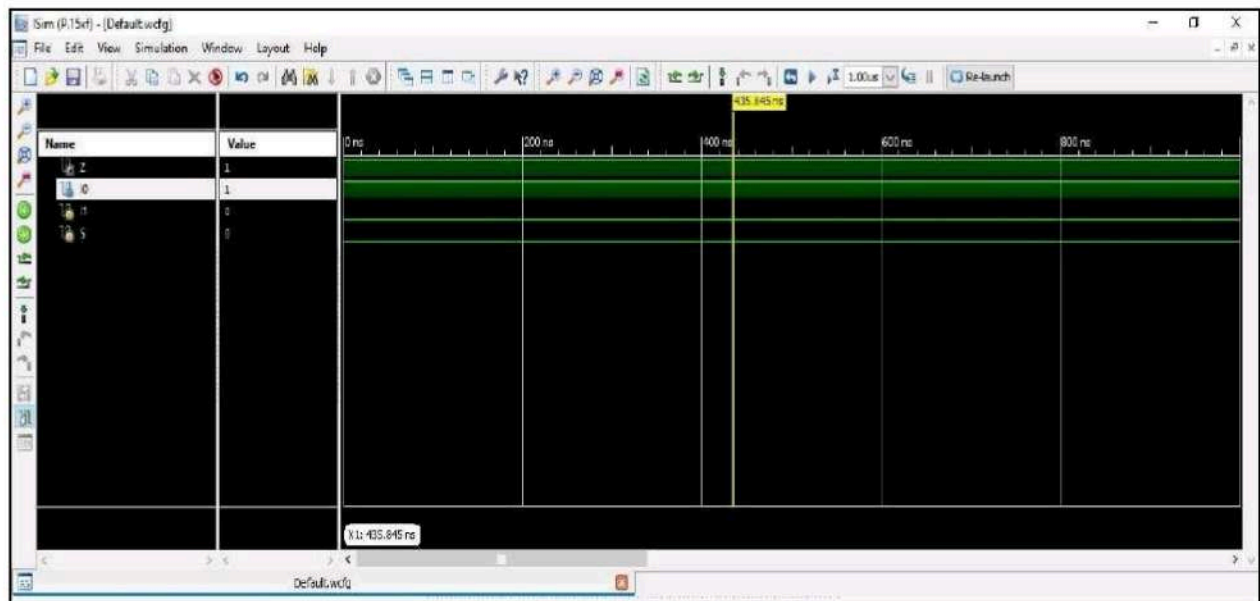 ISim (P.15xf) - [Default.wcfg]
File Edit View Simulation Window Layout Help
1.00us Re-launch
435.845 ns
Name Value
0 ns 200 ns 400 ns 600 ns 800 ns
Z 1
I0 1
I1 0
S 0
X1: 435.845 ns
Default.wcfg